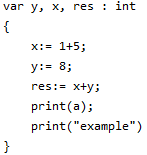 var y, x, res : int
{
    x:= 1+5;
    y:= 8;
    res:= x+y;
    print(a);
    print("example")
}